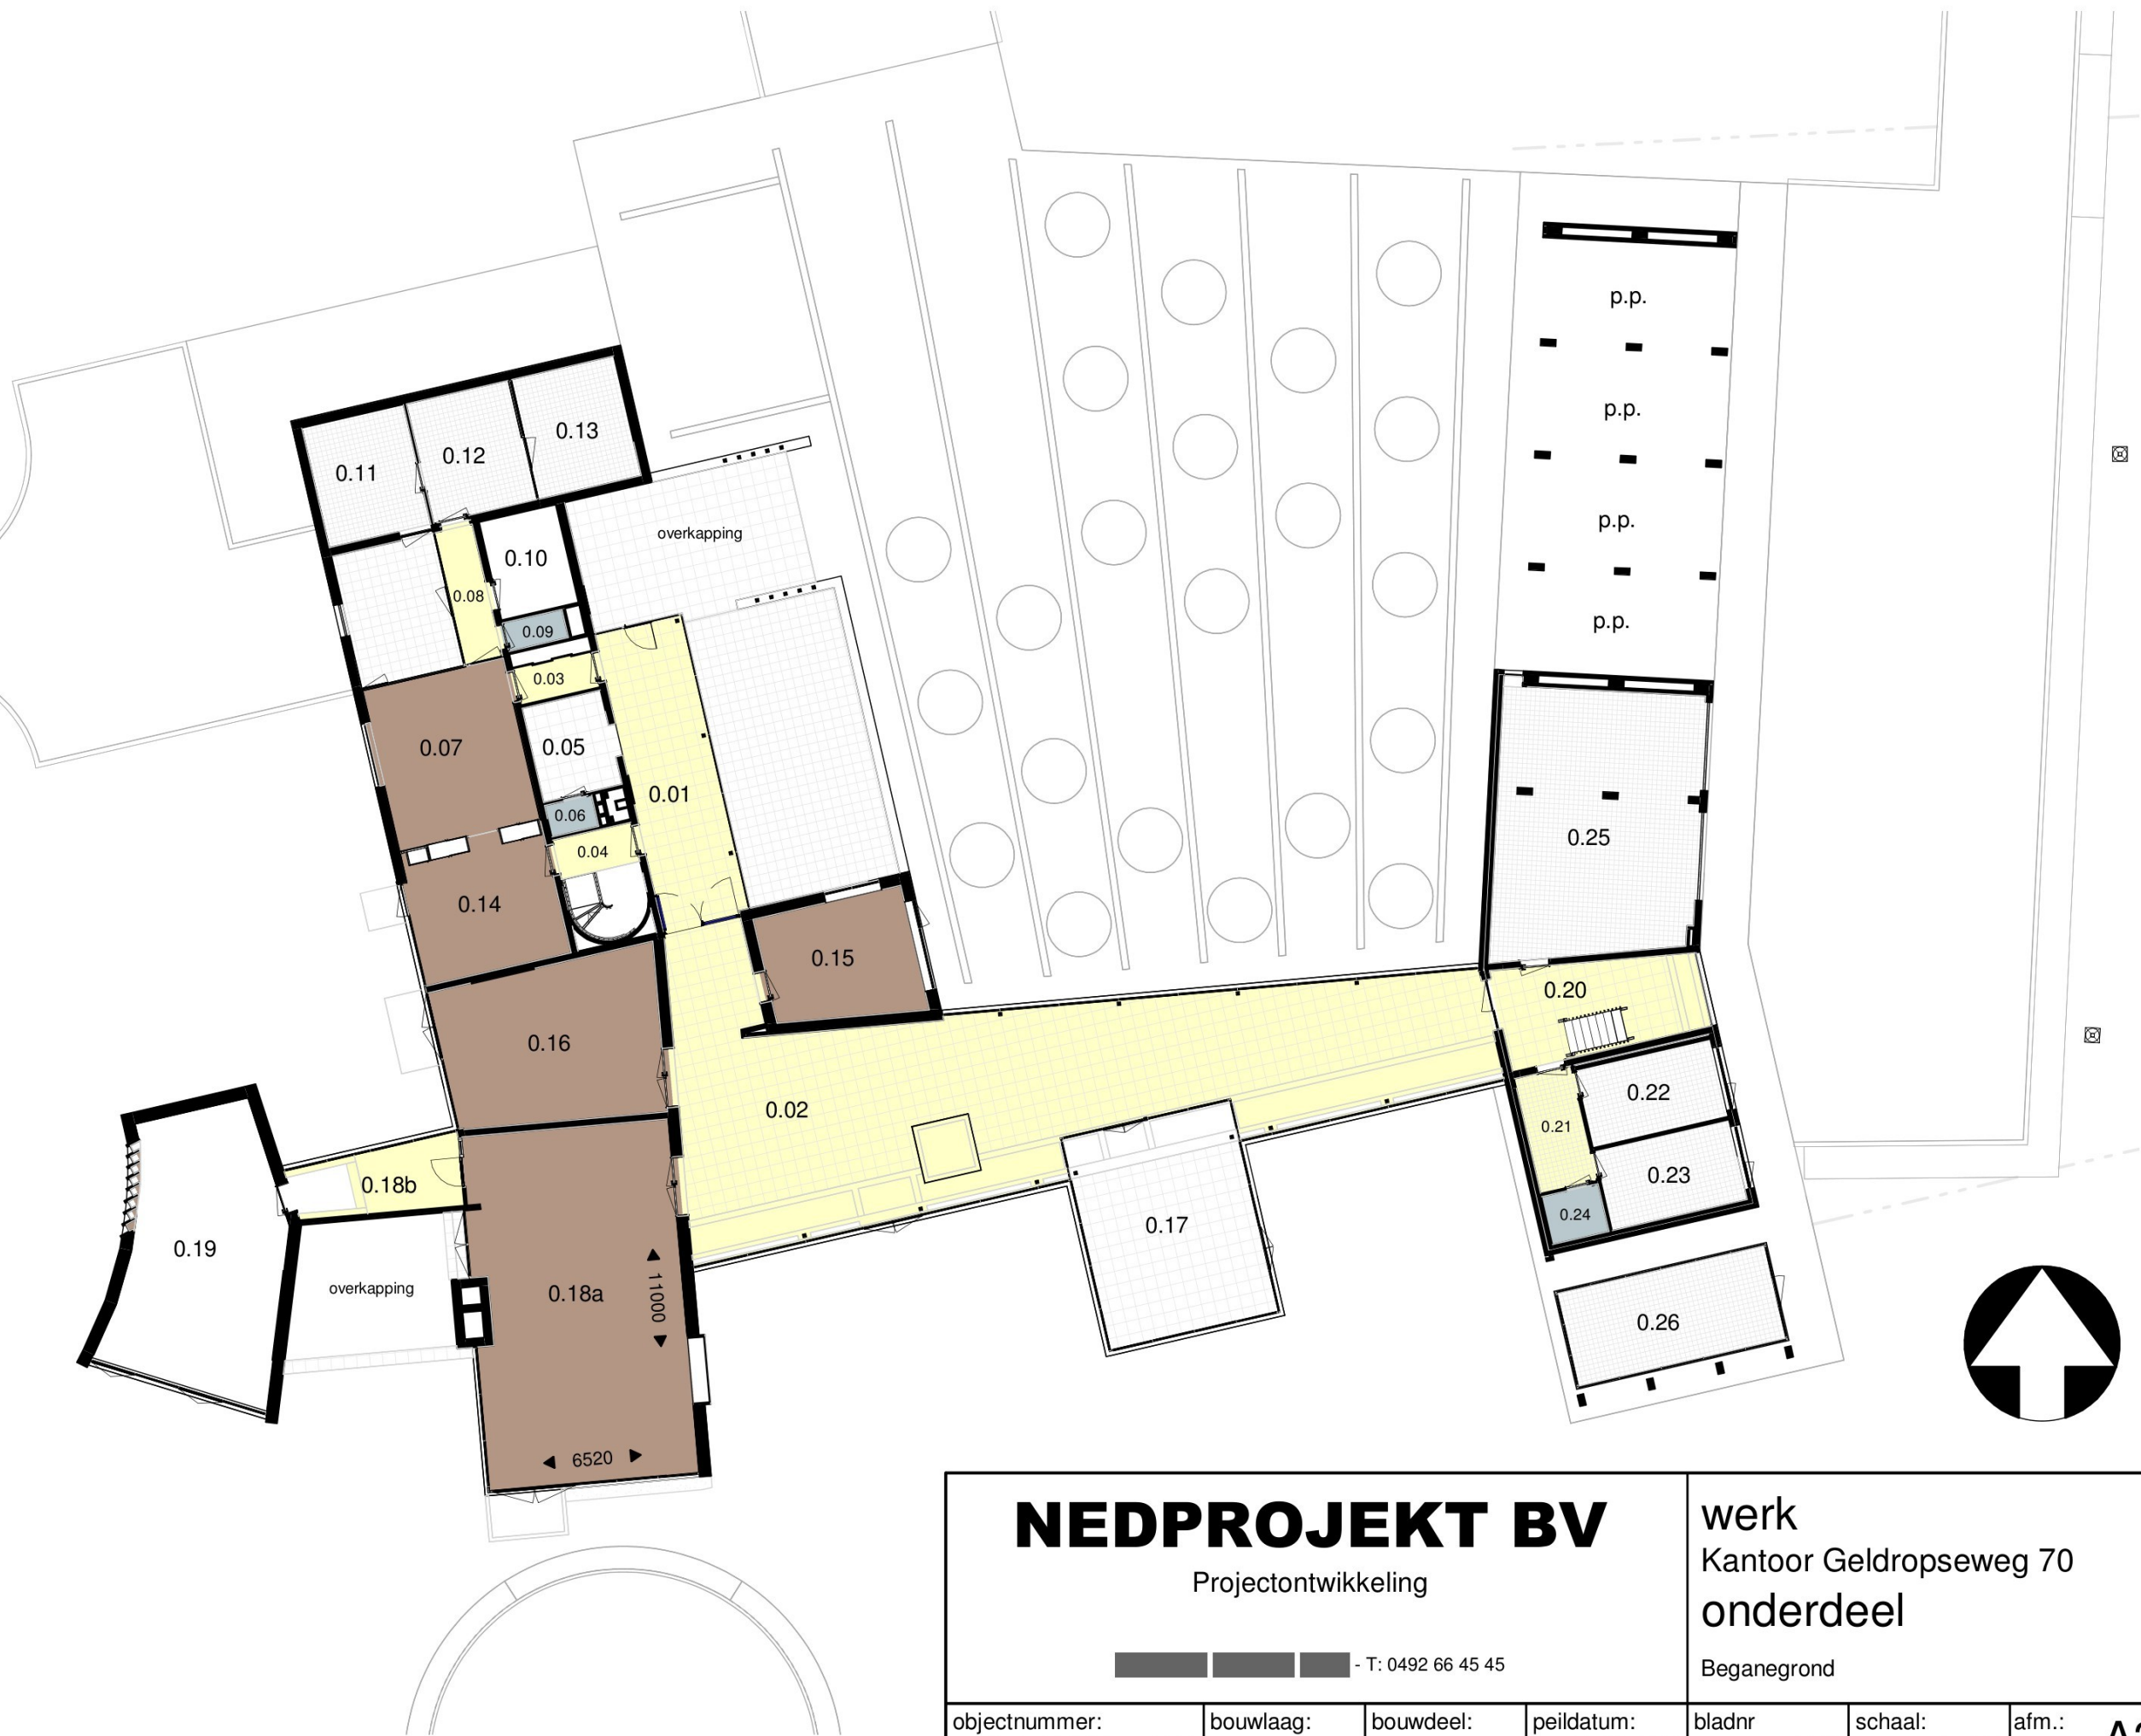 p.p.
p.p.
p.p.
p.p.
0.13
0.12
0.11
overkapping
0.10
0.08
0.09
0.03
0.07
0.05
0.01
0.06
0.04
0.14
0.15
0.25
0.20
0.16
0.02
0.22
0.21
0.23
0.24
0.18b
0.19
0.17
overkapping
0.18a
11000
6520
0.26
NEDPROJEKT BV
Projectontwikkeling
- T: 0492 66 45 45
werk
Kantoor Geldropseweg 70
onderdeel
Beganegrond
objectnummer: bouwlaag: bouwdeel: peildatum: bladnr schaal: afm.: